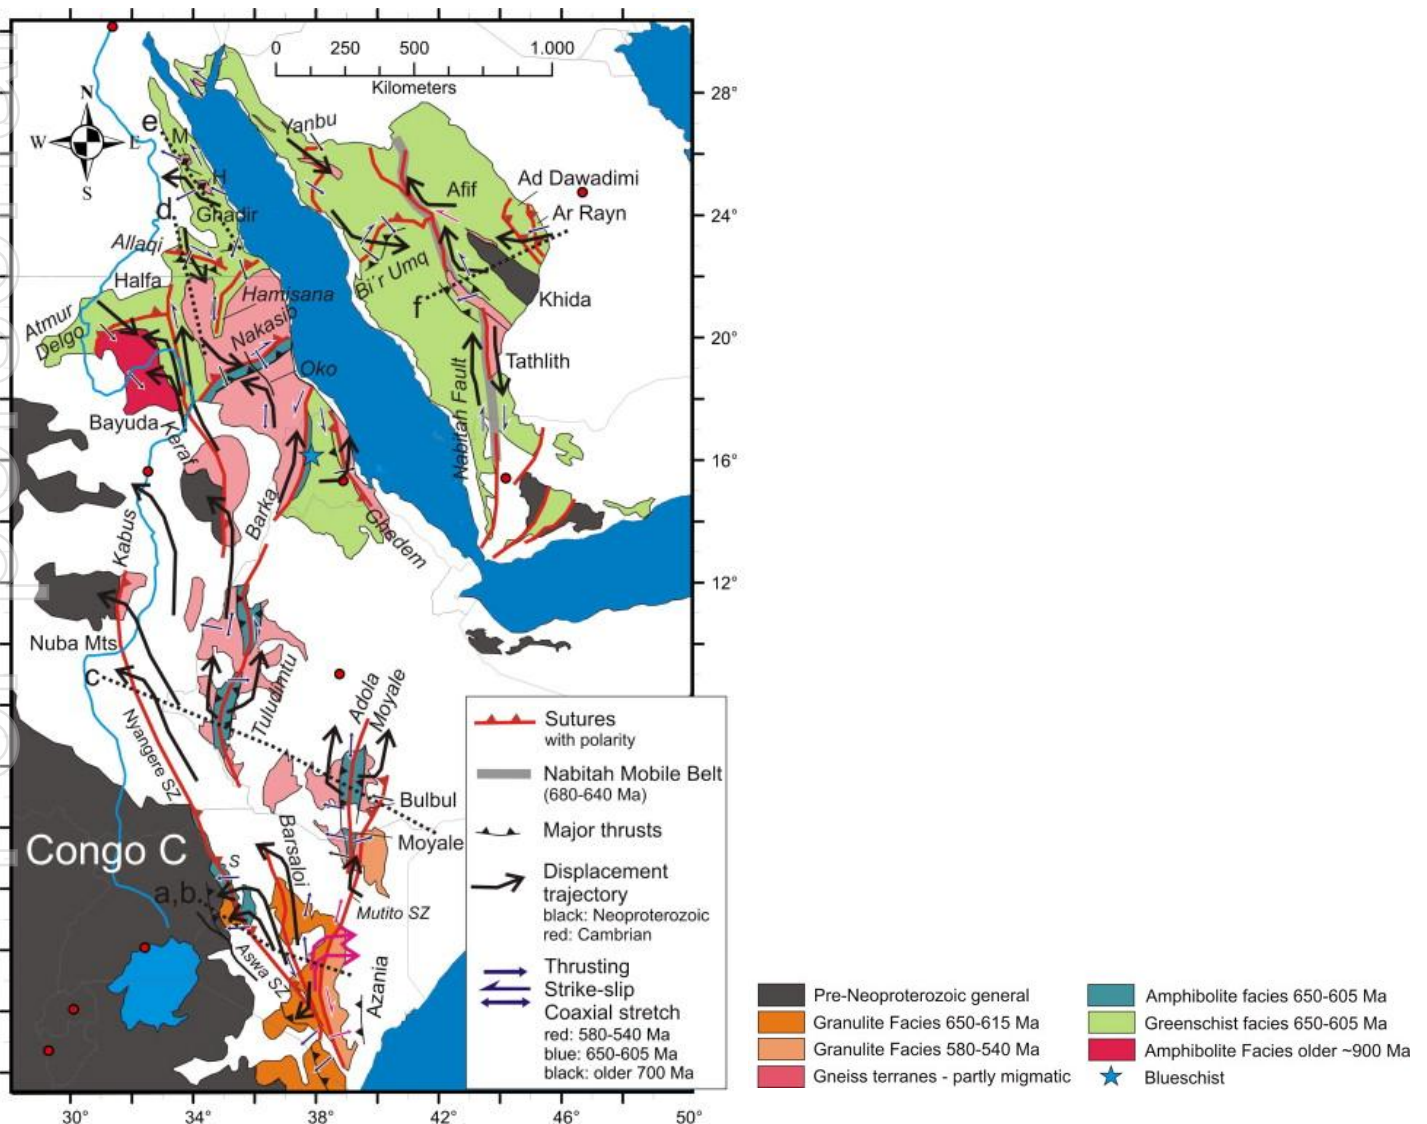 0 250 500 1.000
Kilometers
N
W E
S
28°
24°
20°
16°
12°
e
M
H
d
Ghadir
Allaqi
Halfa
Atmur
Delgo
Hamisana
Nakasib
Oko
Bayuda
Keraf
Barka
Ghedem
Kabus
Nuba Mts
C
Nyangere SZ
Tuludimtu
Yanbu
Afif
Ad Dawadimi
Ar Rayn
Bi'r Umq
f
Khida
Tathlith
Nabitah Fault
Adola
Moyale
Bulbul
Moyale
Barsaloi
Mutito SZ
Congo C
S
a,b.
Aswa SZ
Azania
Sutures
with polarity
Nabitah Mobile Belt
(680-640 Ma)
Major thrusts
Displacement
trajectory
black: Neoproterozoic
red: Cambrian
Thrusting
Strike-slip
Coaxial stretch
red: 580-540 Ma
blue: 650-605 Ma
black: older 700 Ma
30° 34° 38° 42° 46° 50°
Pre-Neoproterozoic general
Granulite Facies 650-615 Ma
Granulite Facies 580-540 Ma
Gneiss terranes - partly migmatic
Amphibolite facies 650-605 Ma
Greenschist facies 650-605 Ma
Amphibolite Facies older ~900 Ma
Blueschist